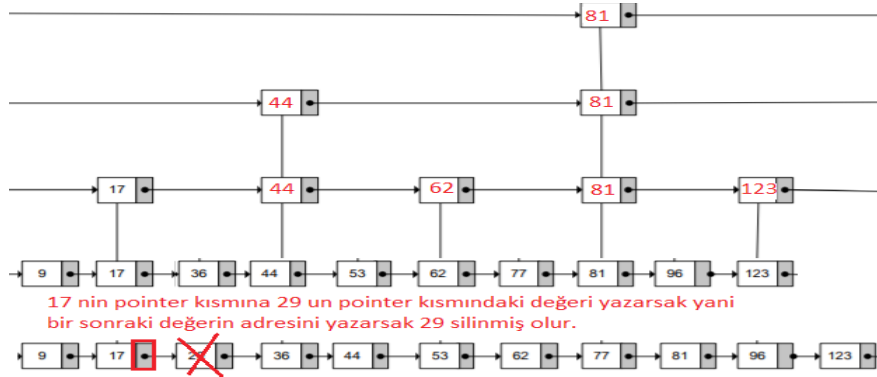 81
44 81
17 44 62 81 123
9 17 36 44 53 62 77 81 96 123
17 nin pointer kısmına 29 un pointer kısmındaki değeri yazarsak yani
bir sonraki değerin adresini yazarsak 29 silinmiş olur.
9 17 36 44 53 62 77 81 96 123